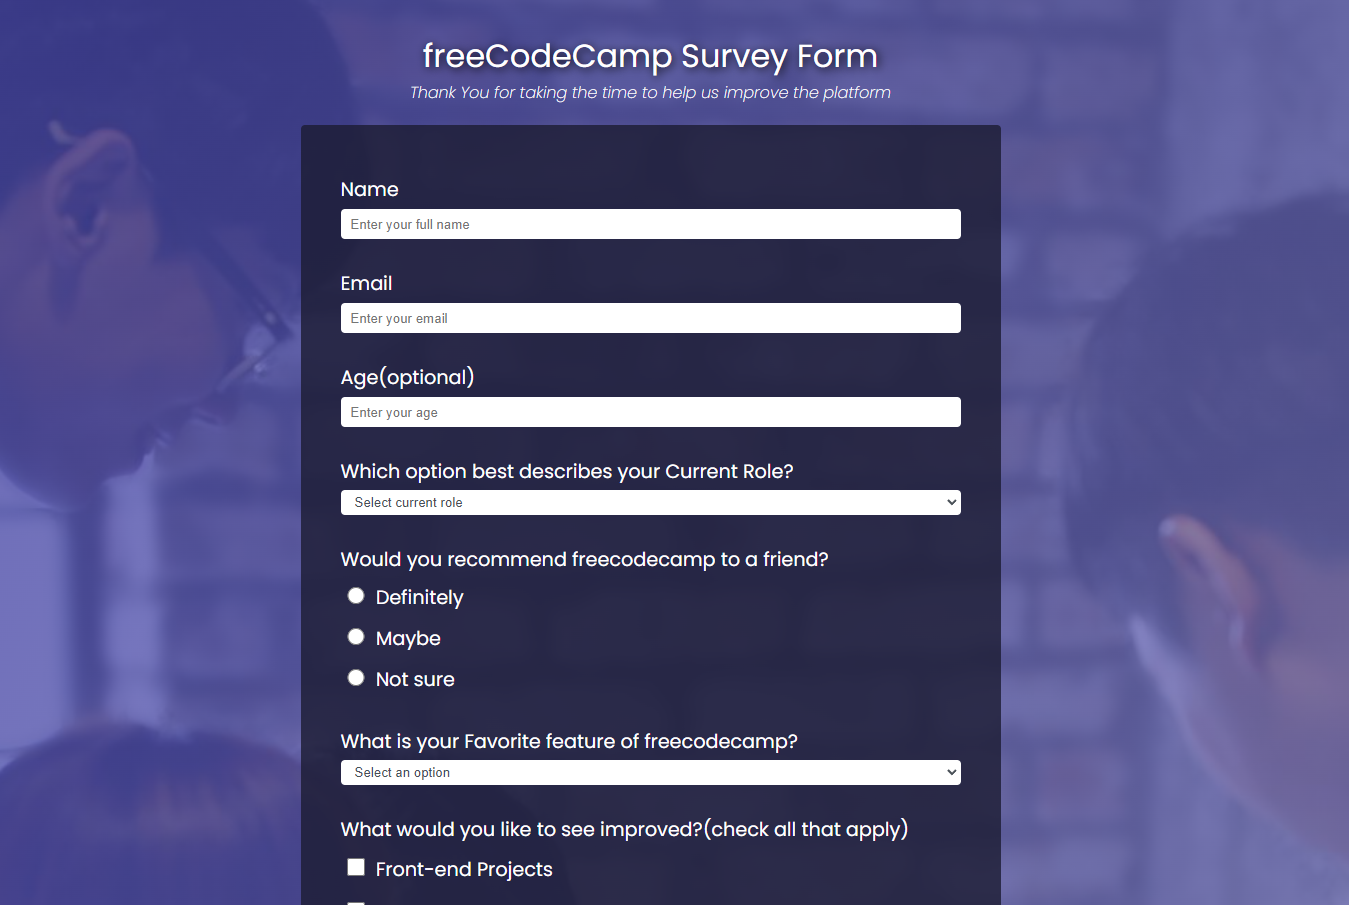 freeCodeCamp Survey Form
Thank You for taking the time to help us improve the platform
Name
Enter your full name
Email
Enter your email
Age(optional)
Enter your age
Which option best describes your Current Role?
Select current role
Would you recommend freecodecamp to a friend?
Definitely
Maybe
Not sure
What is your Favorite feature of freecodecamp?
Select an option
What would you like to see improved?(check all that apply)
Front-end Projects